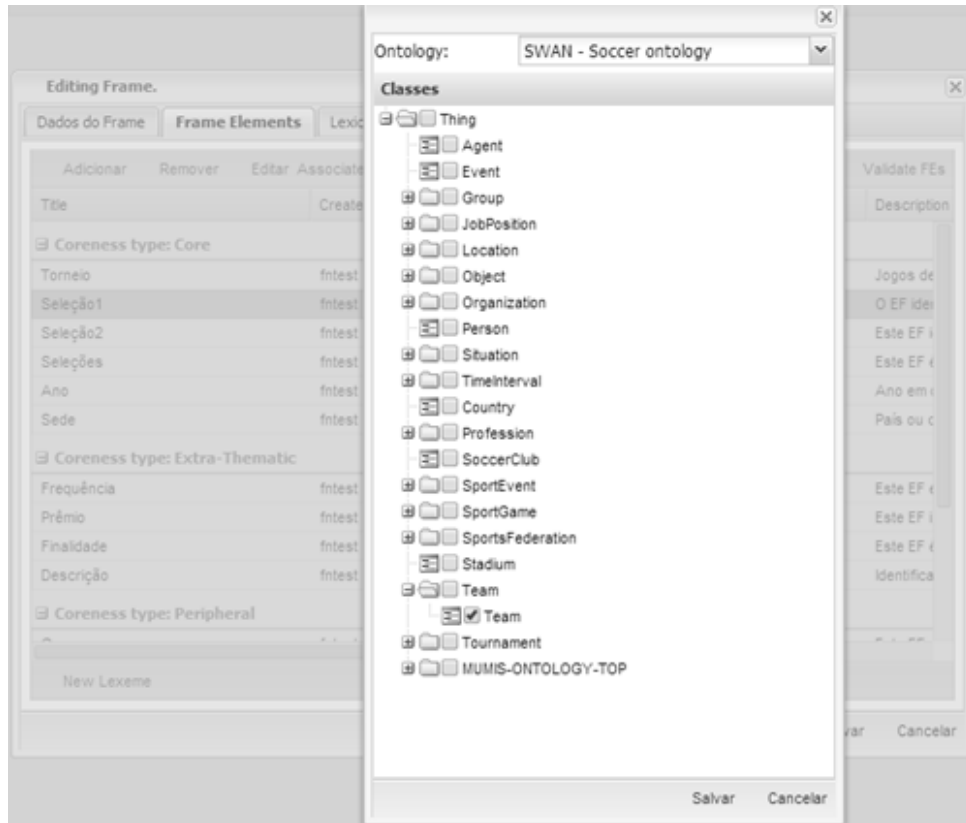 Ontology: SWAN - Soccer ontology
Classes
Thing
Agent
Event
Group
JobPosition
Location
Object
Organization
Person
Situation
TimeInterval
Country
Profession
SoccerClub
SportEvent
SportGame
SportsFederation
Stadium
Team
Team
Tournament
MUMIS-ONTOLOGY-TOP
Salvar Cancelar
Editing Frame.
Dados do Frame Frame Elements
Adicionar Remover Editar Validate FEs
Title Description
Coreness type: Core
Torneio fntest Jogos de
Seleção1 fntest O EF
Seleção2 fntest Este EF
Seleções fntest Este EF
Ano fntest Ano em
Sede fntest País ou
Coreness type: Extra-Thematic
Frequência fntest Este EF
Prêmio fntest Este EF
Finalidade fntest Este EF
Descrição fntest
Coreness type: Peripheral
New Lexeme
Cancelar